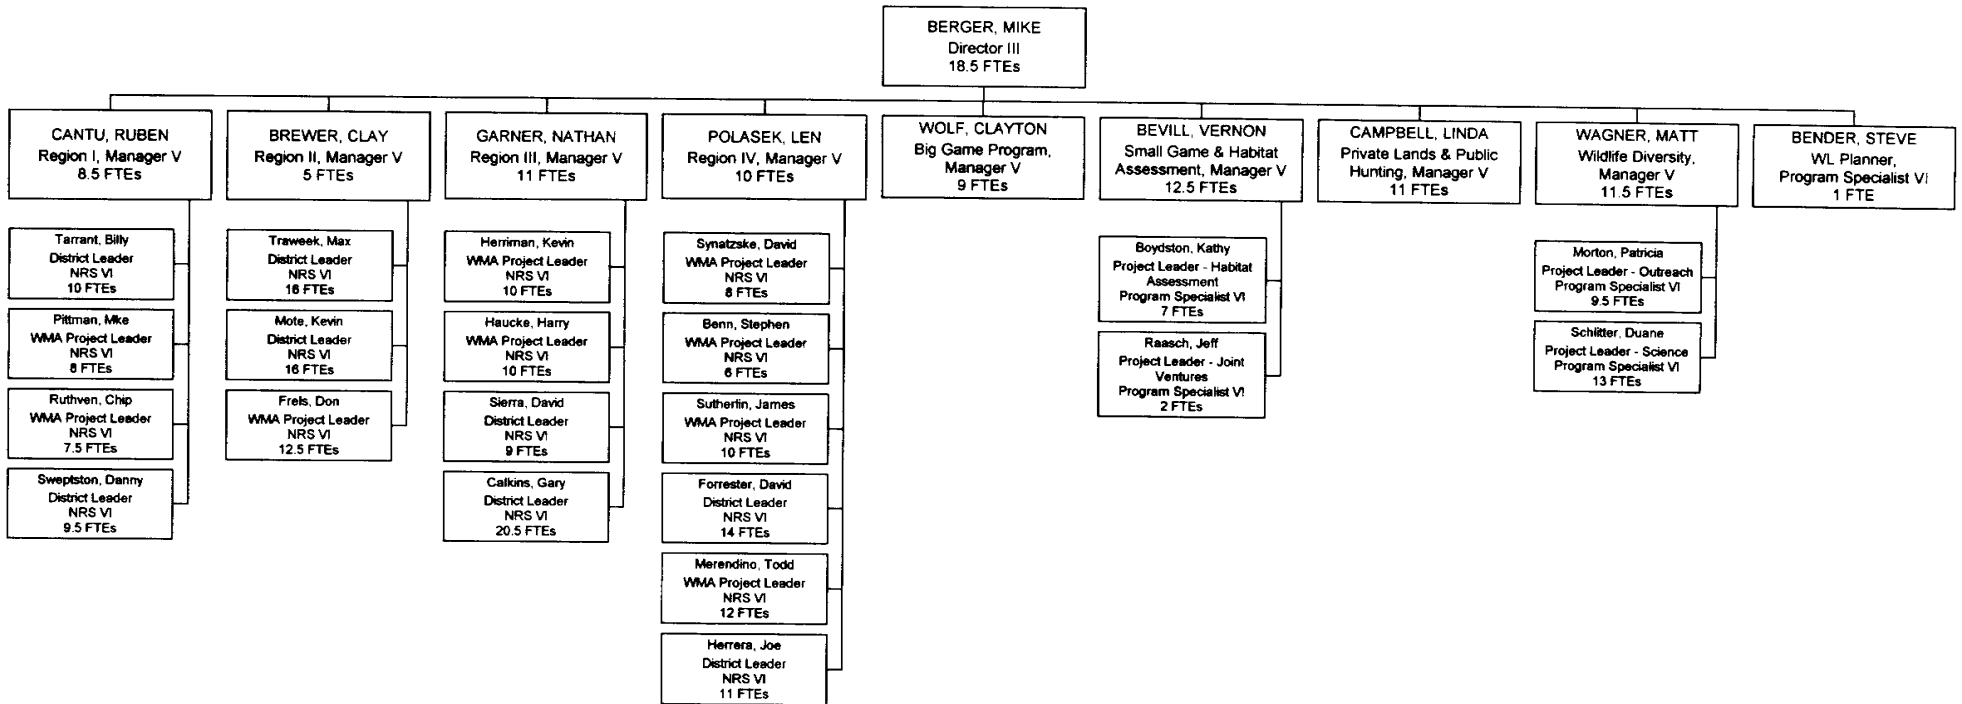 BERGER, MIKE
Director III
18.5 FTEs
CANTU, RUBEN
Region I, Manager V
8.5 FTEs
BREWER, CLAY
Region II, Manager V
5 FTEs
GARNER, NATHAN
Region III, Manager V
11 FTEs
POLASEK, LEN
Region IV, Manager V
10 FTEs
WOLF, CLAYTON
Big Game Program,
Manager V
9 FTEs
BEVILL, VERNON
Small Game & Habitat
Assessment, Manager V
12.5 FTEs
CAMPBELL, LINDA
Private Lands & Public
Hunting, Manager V
11 FTEs
WAGNER, MATT
Wildlife Diversity,
Manager V
11.5 FTEs
BENDER, STEVE
WL Planner,
Program Specialist VI
1 FTE
Tarrant, Billy
District Leader
NRS VI
10 FTEs
Pittman, Mke
WMA Project Leader
NRS VI
8 FTEs
Ruthven, Chip
WMA Project Leader
NRS VI
7.5 FTEs
Sweptston, Danny
District Leader
NRS VI
9.5 FTEs
Traweek, Max
District Leader
NRS VI
16 FTEs
Mote, Kevin
District Leader
NRS VI
16 FTEs
Frels, Don
WMA Project Leader
NRS VI
12.5 FTEs
Herriman, Kevin
WMA Project Leader
NRS VI
10 FTEs
Haucke, Harry
WMA Project Leader
NRS VI
10 FTEs
Sierra, David
District Leader
NRS VI
9 FTEs
Calkins, Gary
District Leader
NRS VI
20.5 FTEs
Synatzske, David
WMA Project Leader
NRS VI
8 FTEs
Benn, Stephen
WMA Project Leader
NRS VI
6 FTEs
Sutherlin, James
WMA Project Leader
NRS VI
10 FTEs
Forrester, David
District Leader
NRS VI
14 FTEs
Merendino, Todd
WMA Project Leader
NRS VI
12 FTEs
Herrera, Joe
District Leader
NRS VI
11 FTEs
Boydston, Kathy
Project Leader - Habitat
Assessment
Program Specialist VI
7 FTEs
Raasch, Jeff
Project Leader - Joint
Ventures
Program Specialist VI
2 FTEs
Morton, Patricia
Project Leader - Outreach
Program Specialist VI
9.5 FTEs
Schlitter, Duane
Project Leader - Science
Program Specialist VI
13 FTEs